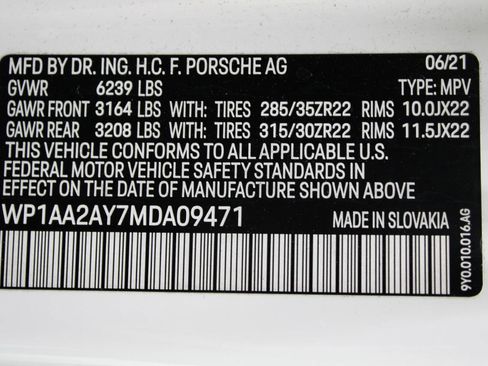 MFD BY DR. ING. H.C. F. PORSCHE AG 06/21
GVWR 6239 LBS TYPE: MPV
GAWR FRONT 3164 LBS WITH: TIRES 285/35ZR22 RIMS 10.0JX22
GAWR REAR 3208 LBS WITH: TIRES 315/30ZR22 RIMS 11.5JX22
THIS VEHICLE CONFORMS TO ALL APPLICABLE U.S.
FEDERAL MOTOR VEHICLE SAFETY STANDARDS IN
EFFECT ON THE DATE OF MANUFACTURE SHOWN ABOVE
WP1AA2AY7MDA09471 MADE IN SLOVAKIA
9Y0.010.016.AG